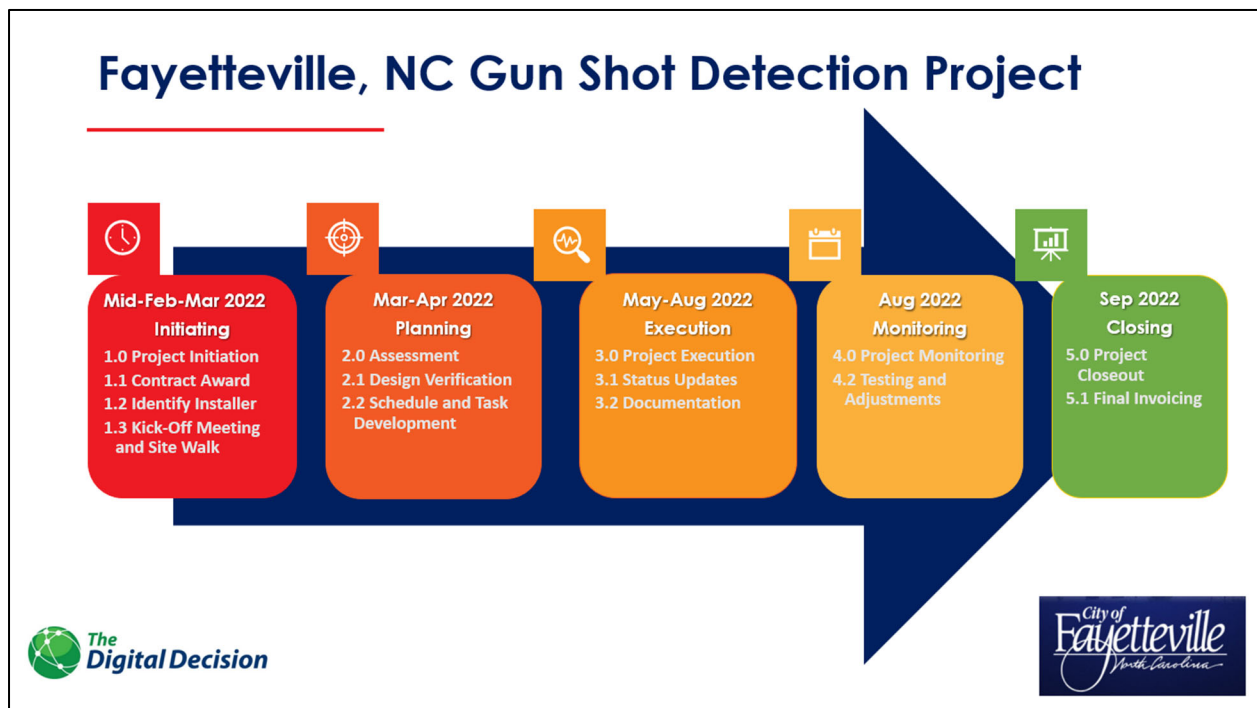 Fayetteville, NC Gun Shot Detection Project
Mid-Feb-Mar 2022
Initiating
1.0 Project Initiation
1.1 Contract Award
1.2 Identify Installer
1.3 Kick-Off Meeting
and Site Walk
Mar-Apr 2022
Planning
2.0 Assessment
2.1 Design Verification
2.2 Schedule and Task
Development
May-Aug 2022
Execution
3.0 Project Execution
3.1 Status Updates
3.2 Documentation
Aug 2022
Monitoring
4.0 Project Monitoring
4.2 Testing and
Adjustments
Sep 2022
Closing
5.0 Project
Closeout
5.1 Final Invoicing
The
Digital Decision
City of
Fayetteville
North Carolina